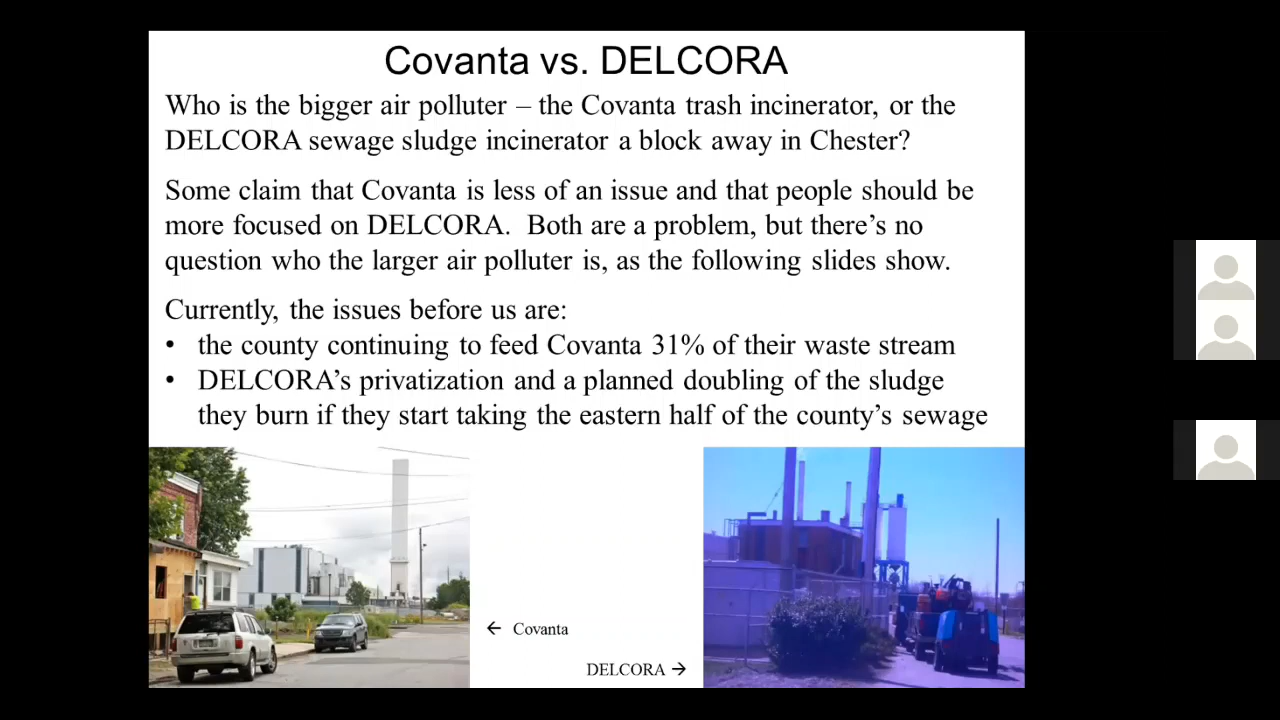 Covanta vs. DELCORA
Who is the bigger air polluter – the Covanta trash incinerator, or the
DELCORA sewage sludge incinerator a block away in Chester?
Some claim that Covanta is less of an issue and that people should be
more focused on DELCORA.  Both are a problem, but there’s no
question who the larger air polluter is, as the following slides show.
Currently, the issues before us are:
• the county continuing to feed Covanta 31% of their waste stream
• DELCORA’s privatization and a planned doubling of the sludge
they burn if they start taking the eastern half of the county’s sewage
← Covanta
DELCORA →